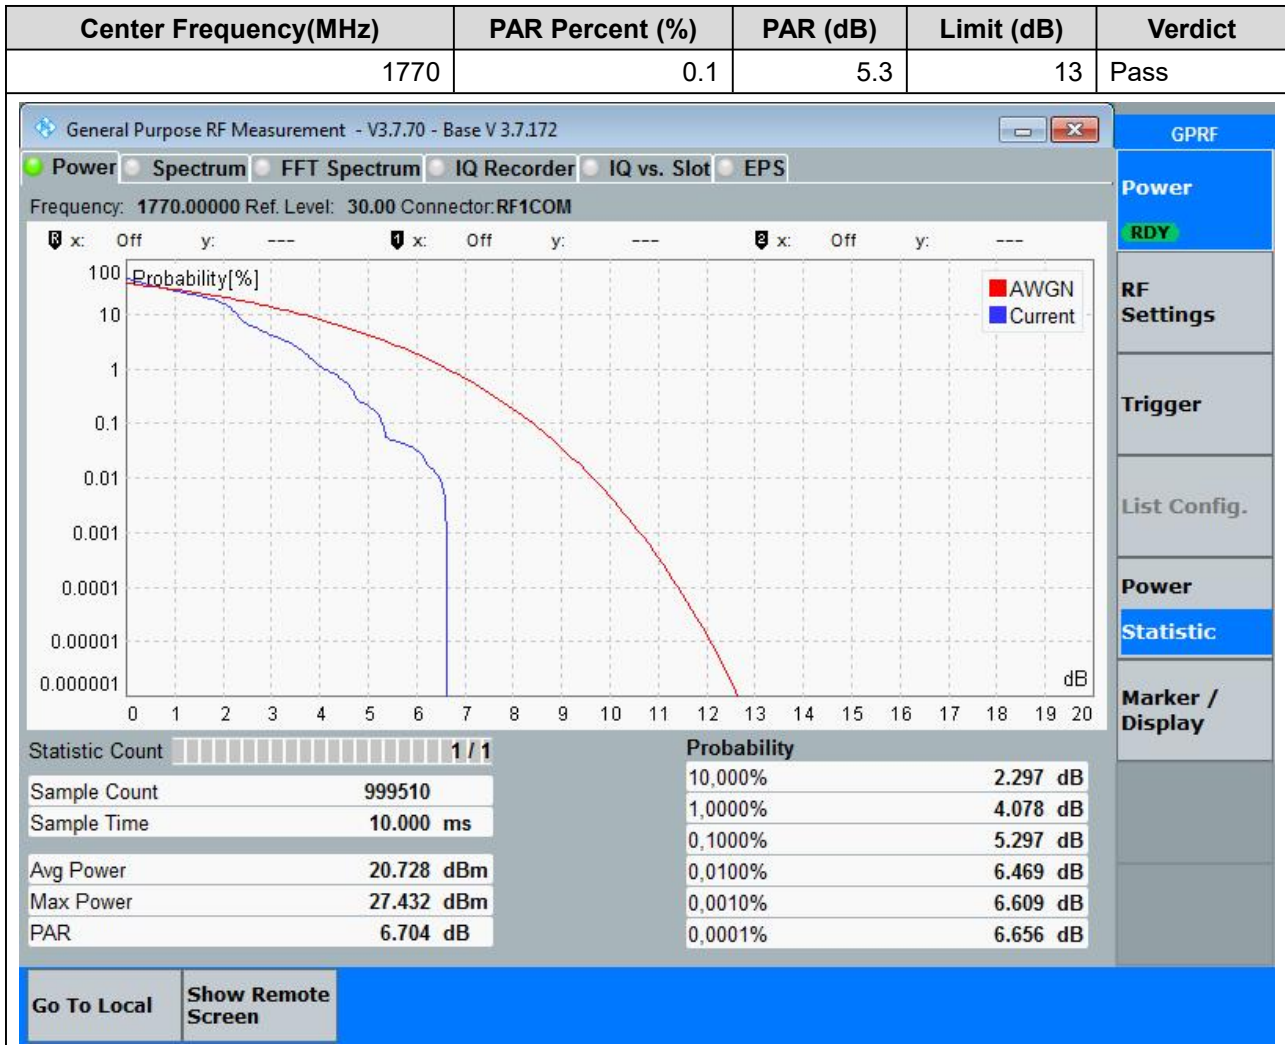 Center Frequency(MHz) PAR Percent (%) PAR (dB) Limit (dB) Verdict
1770 0.1 5.3 13 Pass
General Purpose RF Measurement - V3.7.70 - Base V 3.7.172
GPRF
Power Spectrum FFT Spectrum IQ Recorder IQ vs. Slot EPS
Frequency: 1770.00000 Ref. Level: 30.00 Connector:RF1COM
R x: Off y: --- 1 x: Off y: --- 2 x: Off y: ---
Probability[%]
AWGN
Current
100
10
1
0.1
0.01
0.001
0.0001
0.00001
0.000001
dB
0 1 2 3 4 5 6 7 8 9 10 11 12 13 14 15 16 17 18 19 20
Statistic Count 1 / 1
Sample Count 999510
Sample Time 10.000 ms
Avg Power 20.728 dBm
Max Power 27.432 dBm
PAR 6.704 dB
Probability
10,000% 2.297 dB
1,0000% 4.078 dB
0,1000% 5.297 dB
0,0100% 6.469 dB
0,0010% 6.609 dB
0,0001% 6.656 dB
Power
RDY
RF
Settings
Trigger
List Config.
Power
Statistic
Marker /
Display
Go To Local
Show Remote
Screen